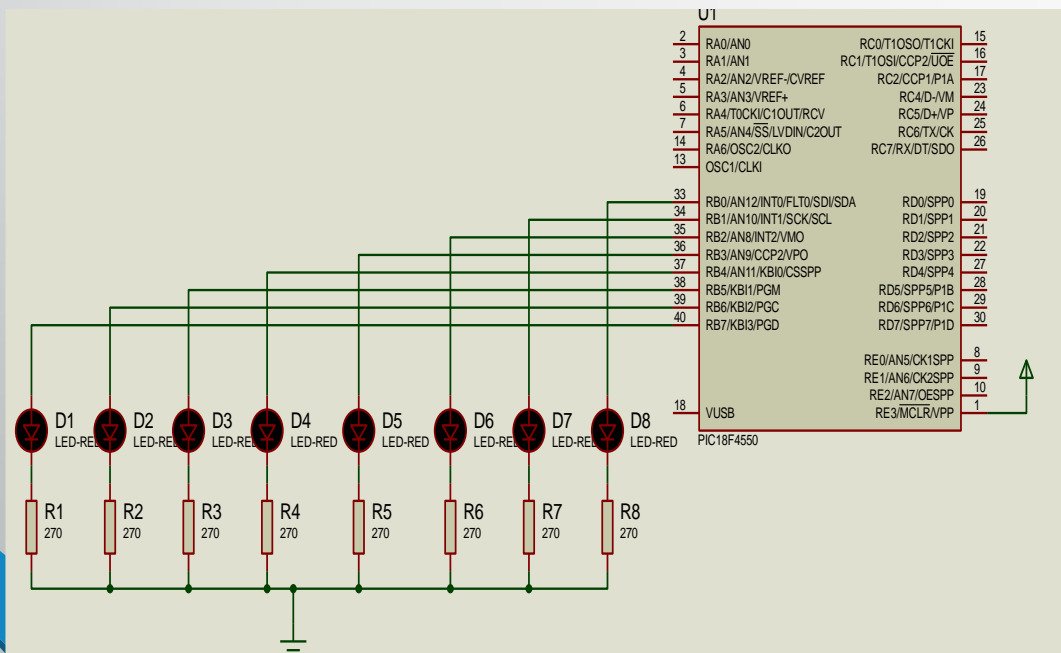 U1
2 RA0/AN0 RC0/T1OSO/T1CKI 15
3 RA1/AN1 RC1/T1OSI/CCP2/UOE 16
4 RA2/AN2/VREF-/CVREF RC2/CCP1/P1A 17
5 RA3/AN3/VREF+ RC4/D-/VM 23
6 RA4/T0CKI/C1OUT/RCV RC5/D+/VP 24
7 RA5/AN4/SS/LVDIN/C2OUT RC6/TX/CK 25
14 RA6/OSC2/CLKO RC7/RX/DT/SDO 26
13 OSC1/CLKI
33 RB0/AN12/INT0/FLT0/SDI/SDA RD0/SPP0 19
34 RB1/AN10/INT1/SCK/SCL RD1/SPP1 20
35 RB2/AN8/INT2/VMO RD2/SPP2 21
36 RB3/AN9/CCP2/VPO RD3/SPP3 22
37 RB4/AN11/KBI0/CSSPP RD4/SPP4 27
38 RB5/KBI1/PGM RD5/SPP5/P1B 28
39 RB6/KBI2/PGC RD6/SPP6/P1C 29
40 RB7/KBI3/PGD RD7/SPP7/P1D 30
RE0/AN5/CK1SPP 8
RE1/AN6/CK2SPP 9
RE2/AN7/OESPP 10
18 VUSB RE3/MCLR/VPP 1
PIC18F4550
D1 D2 D3 D4 D5 D6 D7 D8
LED-RED LED-RED LED-RED LED-RED LED-RED LED-RED LED-RED LED-RED
R1 R2 R3 R4 R5 R6 R7 R8
270 270 270 270 270 270 270 270